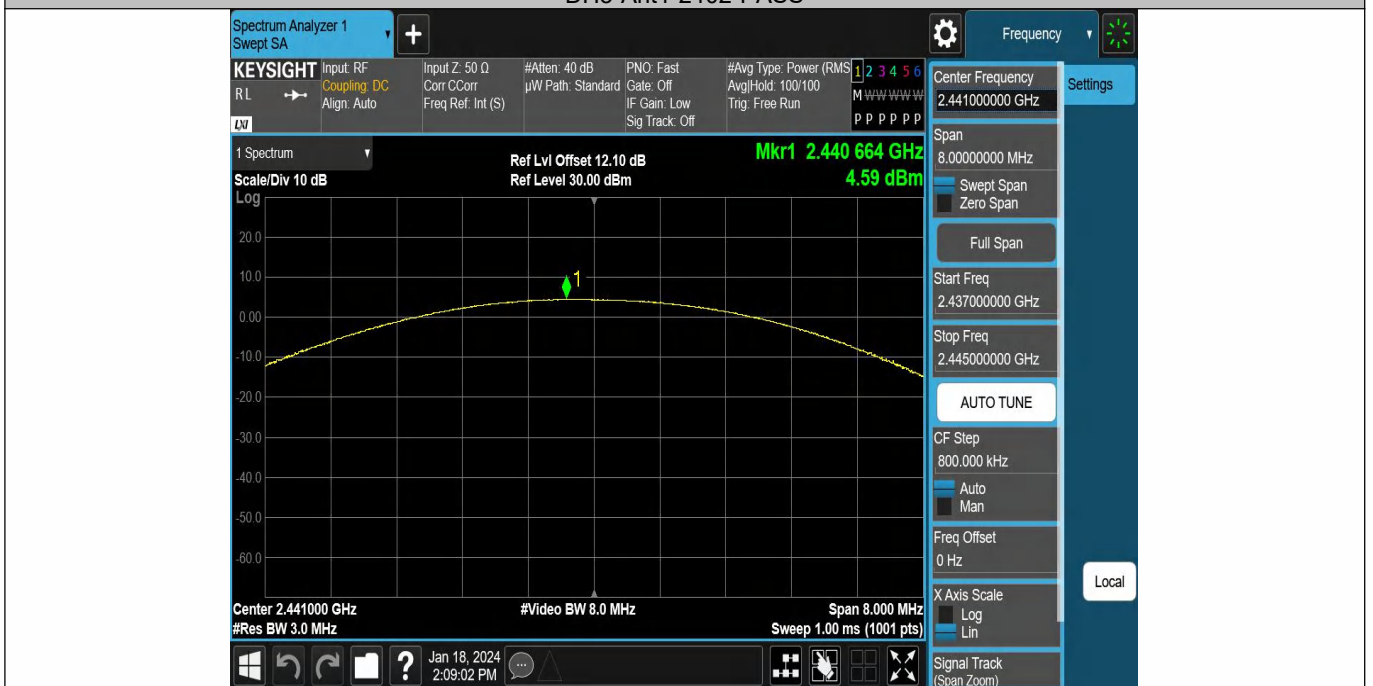 Spectrum Analyzer 1
Swept SA
Frequency
KEYSIGHT
R L
LXI
Input: RF
Coupling: DC
Align: Auto
Input Z: 50 Ω
Corr CCorr
Freq Ref: Int (S)
#Atten: 40 dB
µW Path: Standard
PNO: Fast
Gate: Off
IF Gain: Low
Sig Track: Off
#Avg Type: Power (RMS
Avg|Hold: 100/100
Trig: Free Run
1 2 3 4 5 6
M W W W W W
P P P P P P
1 Spectrum
Scale/Div 10 dB
Log
Ref Lvl Offset 12.10 dB
Ref Level 30.00 dBm
Mkr1 2.440 664 GHz
4.59 dBm
20.0
10.0
0.00
-10.0
-20.0
-30.0
-40.0
-50.0
-60.0
1
Center 2.441000 GHz
#Res BW 3.0 MHz
#Video BW 8.0 MHz
Span 8.000 MHz
Sweep 1.00 ms (1001 pts)
Center Frequency
2.441000000 GHz
Settings
Span
8.00000000 MHz
Swept Span
Zero Span
Full Span
Start Freq
2.437000000 GHz
Stop Freq
2.445000000 GHz
AUTO TUNE
CF Step
800.000 kHz
Auto
Man
Freq Offset
0 Hz
X Axis Scale
Log
Lin
Local
Signal Track
(Span Zoom)
?
Jan 18, 2024
2:09:02 PM